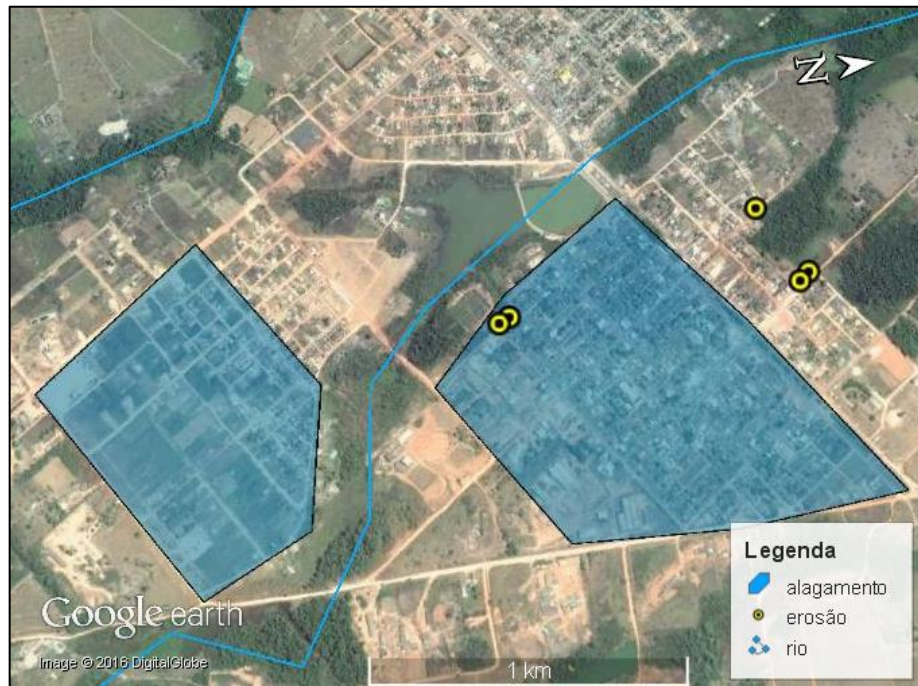 N
Legenda
alagamento
erosão
rio
Google earth
Image © 2016 DigitalGlobe
1 km